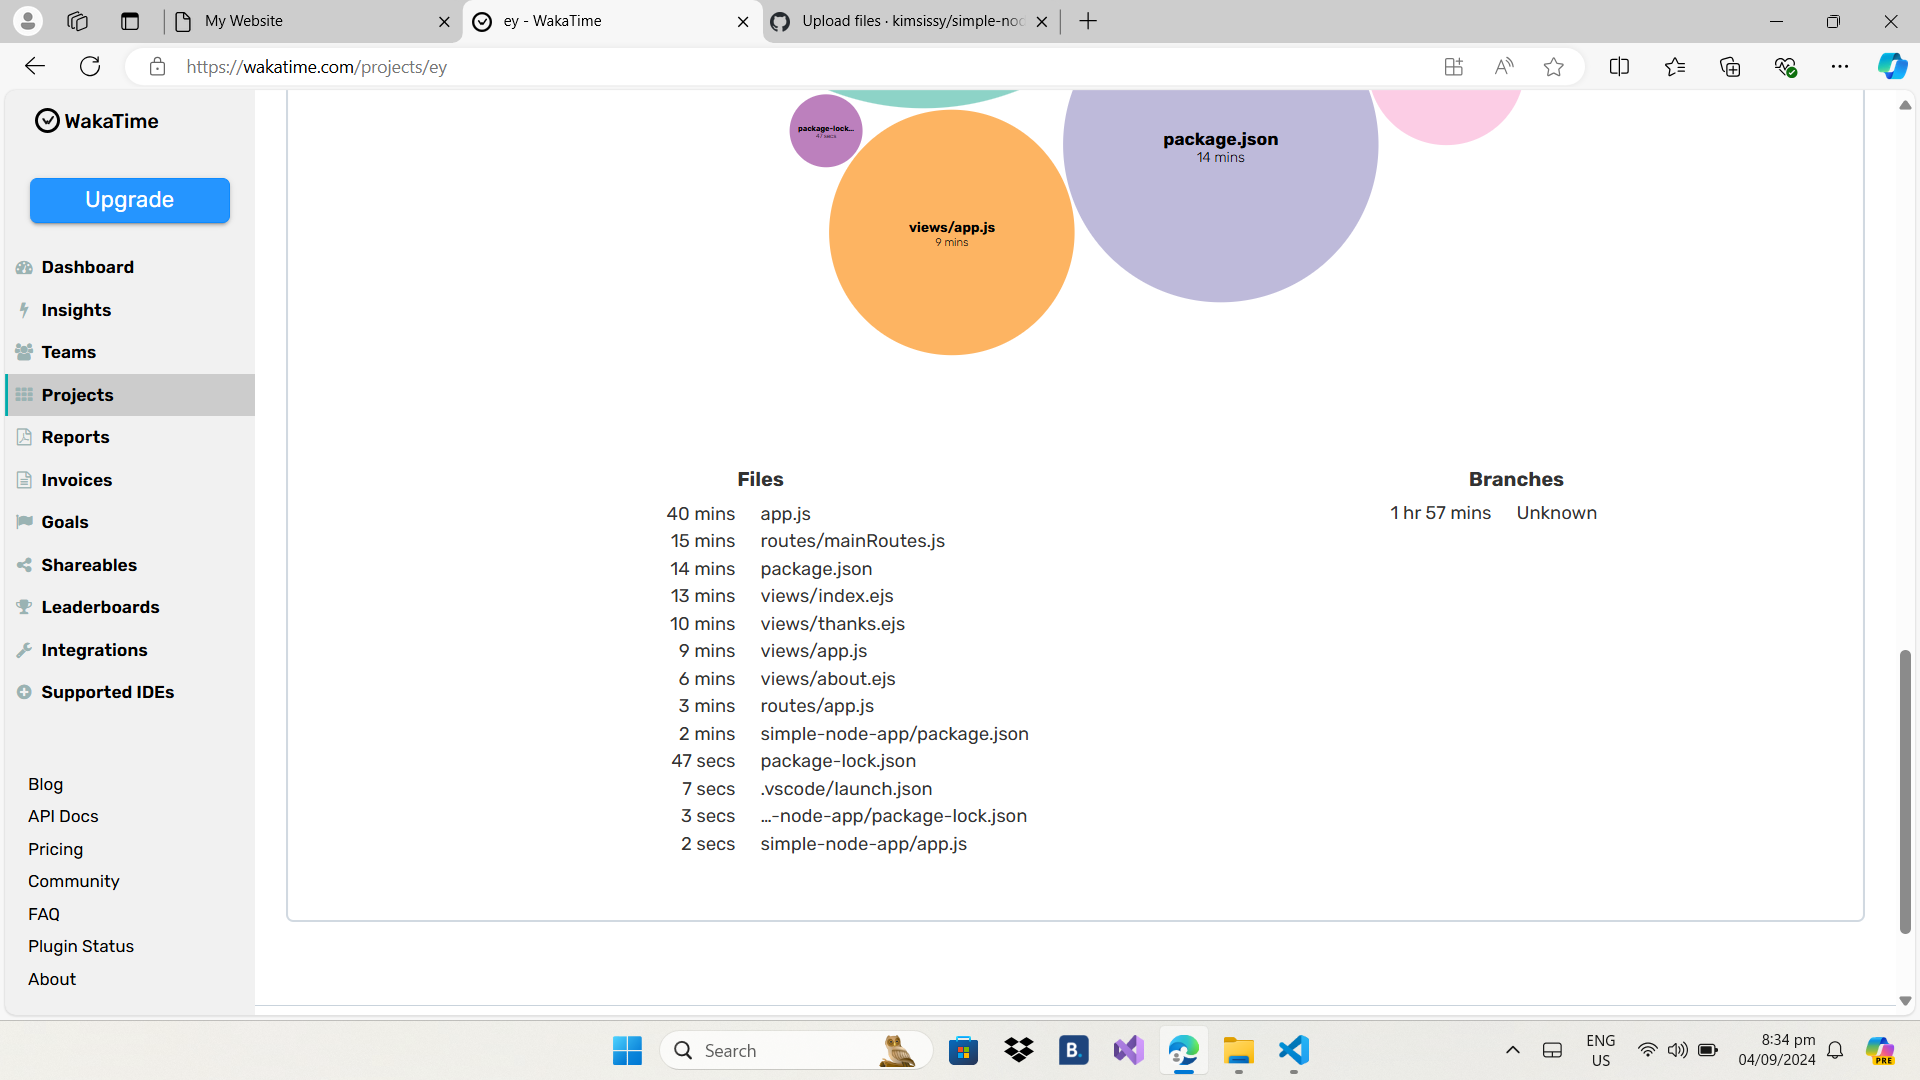 My Website
ey - WakaTime
Upload files · kimsissy/simple-nod
https://wakatime.com/projects/ey
WakaTime
Upgrade
Dashboard
Insights
Teams
Projects
Reports
Invoices
Goals
Shareables
Leaderboards
Integrations
Supported IDEs
Blog
API Docs
Pricing
Community
FAQ
Plugin Status
About
package-lock...
47 secs
package.json
14 mins
views/app.js
9 mins
Files
40 mins app.js
15 mins routes/mainRoutes.js
14 mins package.json
13 mins views/index.ejs
10 mins views/thanks.ejs
9 mins views/app.js
6 mins views/about.ejs
3 mins routes/app.js
2 mins simple-node-app/package.json
47 secs package-lock.json
7 secs .vscode/launch.json
3 secs …-node-app/package-lock.json
2 secs simple-node-app/app.js
Branches
1 hr 57 mins Unknown
Search
B.
ENG
US
8:34 pm
04/09/2024
PRE